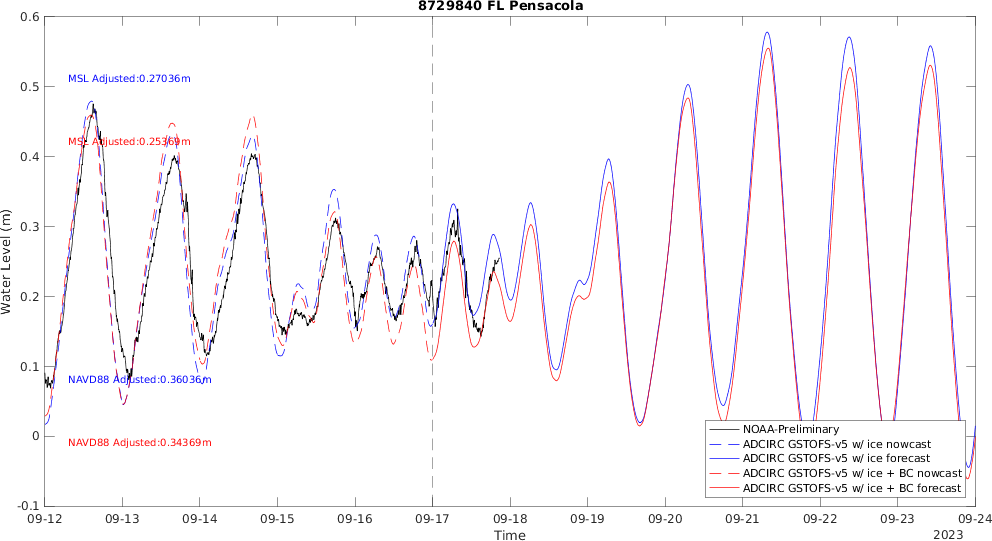 8729840 FL Pensacola
0.6
0.5
0.4
0.3
0.2
0.1
0
-0.1
Water Level (m)
MSL Adjusted:0.27036m
MSL Adjusted:0.25369m
NAVD88 Adjusted:0.36036m
NAVD88 Adjusted:0.34369m
NOAA-Preliminary
ADCIRC GSTOFS-v5 w/ ice nowcast
ADCIRC GSTOFS-v5 w/ ice forecast
ADCIRC GSTOFS-v5 w/ ice + BC nowcast
ADCIRC GSTOFS-v5 w/ ice + BC forecast
09-12 09-13 09-14 09-15 09-16 09-17 09-18 09-19 09-20 09-21 09-22 09-23 09-24
Time
2023